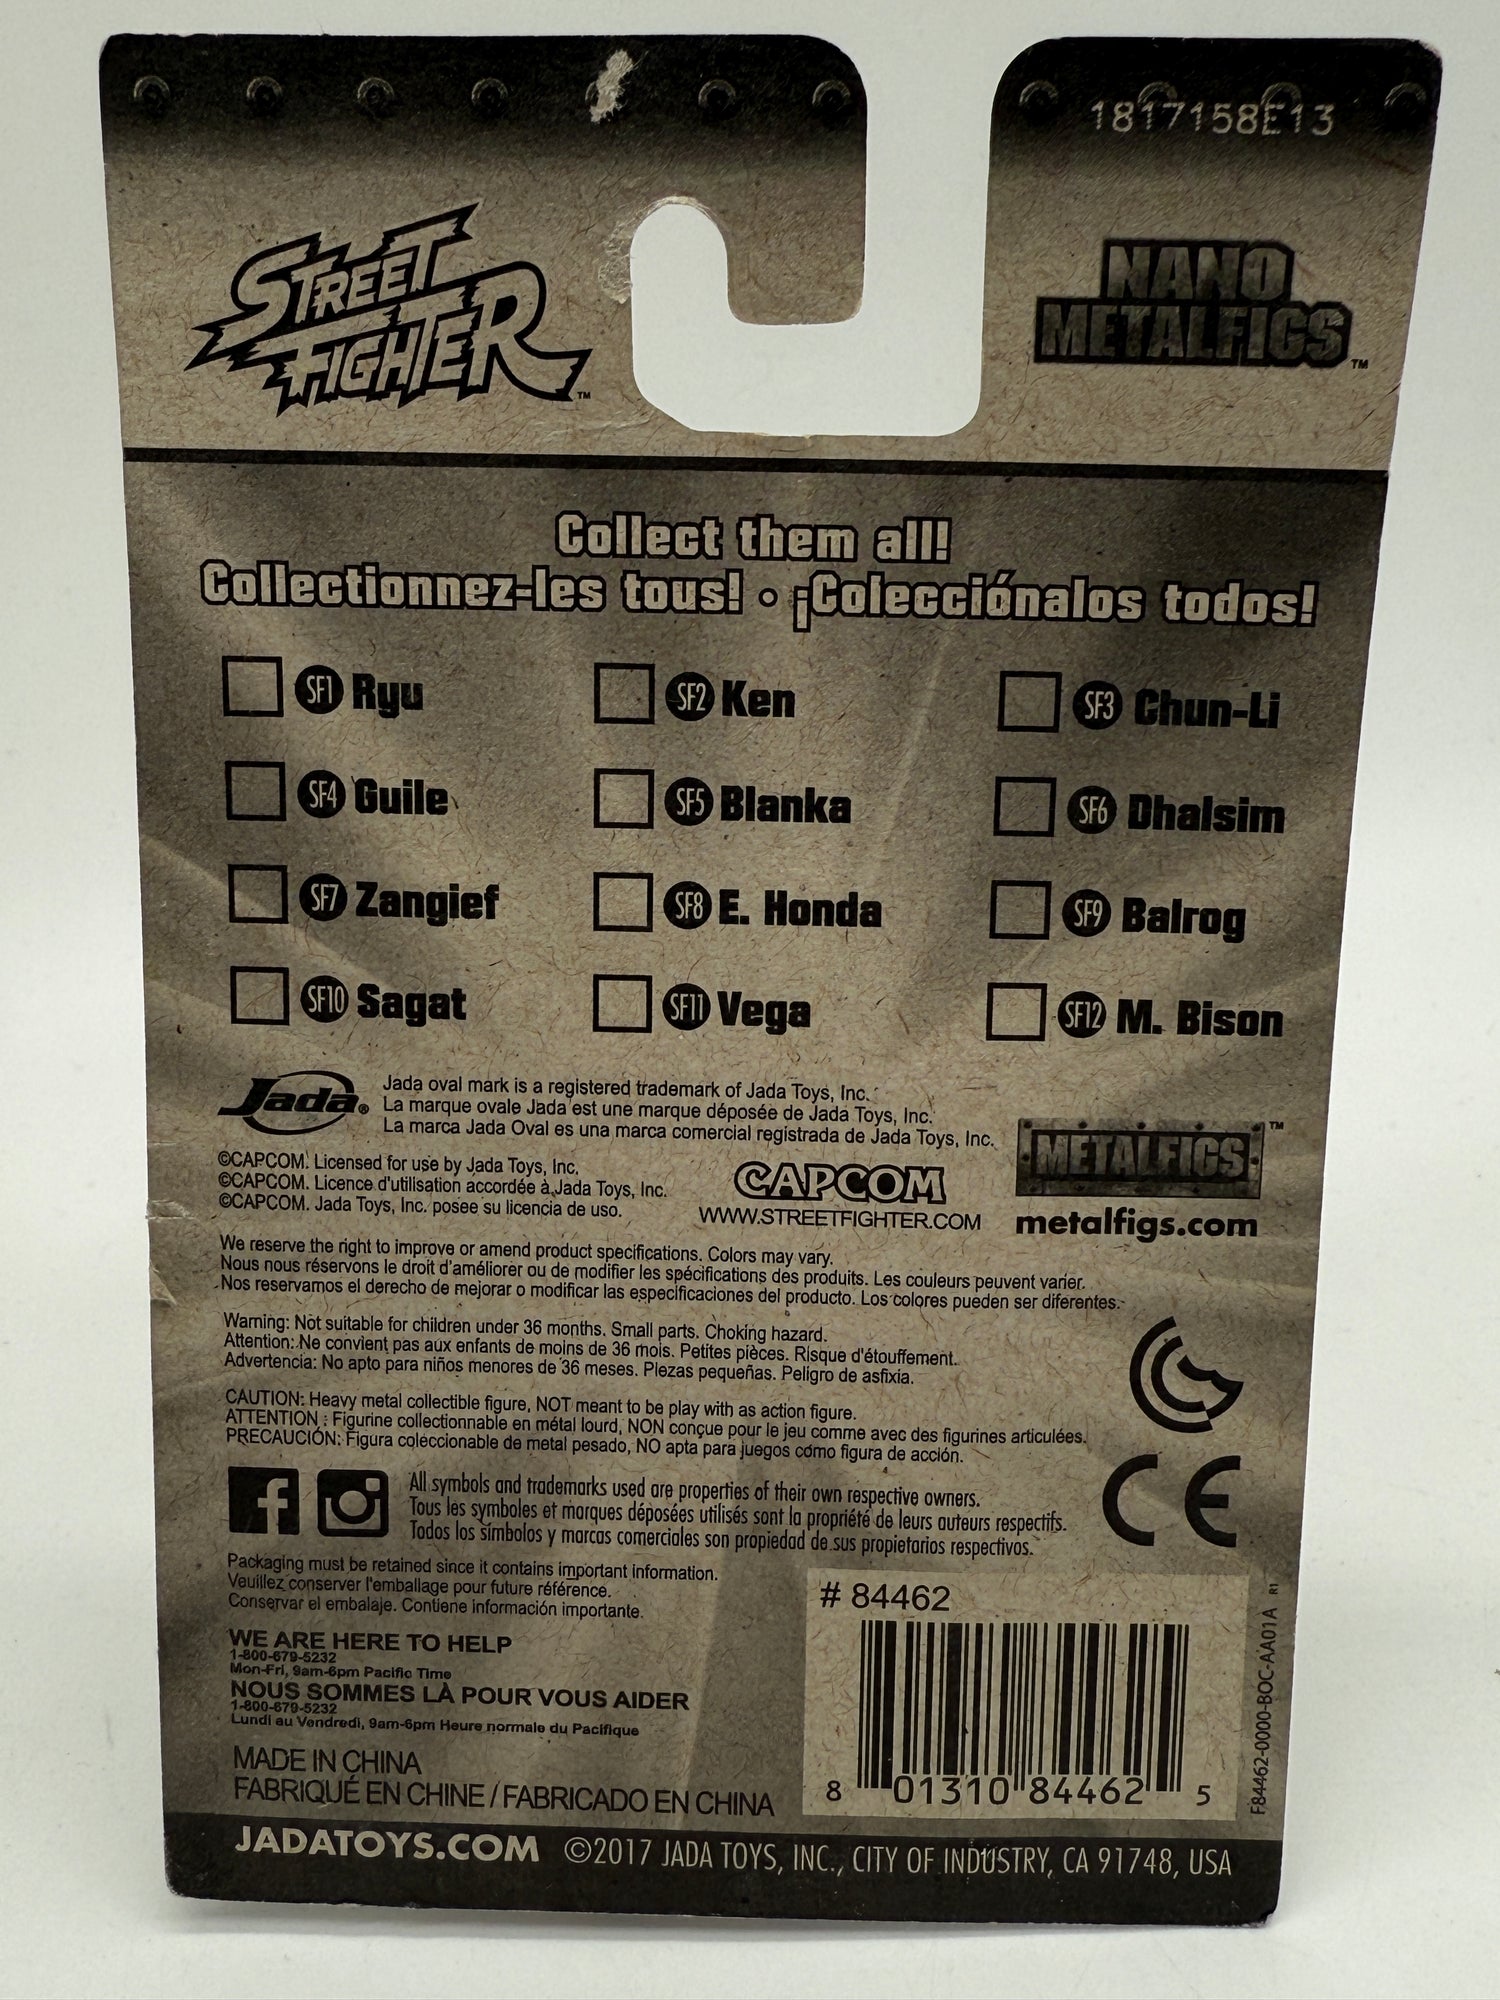 1817158E13
STREET
FIGHTER™
NANO
METALFIGS™
Collect them all!
Collectionnez-les tous! • ¡Colecciónalos todos!
SF1 Ryu
SF2 Ken
SF3 Chun-Li
SF4 Guile
SF5 Blanka
SF6 Dhalsim
SF7 Zangief
SF8 E. Honda
SF9 Balrog
SF10 Sagat
SF11 Vega
SF12 M. Bison
Jada®
Jada oval mark is a registered trademark of Jada Toys, Inc.
La marque ovale Jada est une marque déposée de Jada Toys, Inc.
La marca Jada Oval es una marca comercial registrada de Jada Toys, Inc.
©CAPCOM. Licensed for use by Jada Toys, Inc.
©CAPCOM. Licence d'utilisation accordée à Jada Toys, Inc.
©CAPCOM. Jada Toys, Inc. posee su licencia de uso.
CAPCOM
WWW.STREETFIGHTER.COM
METALFIGS™
metalfigs.com
We reserve the right to improve or amend product specifications. Colors may vary.
Nous nous réservons le droit d'améliorer ou de modifier les spécifications des produits. Les couleurs peuvent varier.
Nos reservamos el derecho de mejorar o modificar las especificaciones del producto. Los colores pueden ser diferentes.
Warning: Not suitable for children under 36 months. Small parts. Choking hazard.
Attention: Ne convient pas aux enfants de moins de 36 mois. Petites pièces. Risque d'étouffement.
Advertencia: No apto para niños menores de 36 meses. Piezas pequeñas. Peligro de asfixia.
CAUTION: Heavy metal collectible figure, NOT meant to be play with as action figure.
ATTENTION : Figurine collectionnable en métal lourd, NON conçue pour le jeu comme avec des figurines articulées.
PRECAUCIÓN: Figura coleccionable de metal pesado, NO apta para juegos como figura de acción.
CE
All symbols and trademarks used are properties of their own respective owners.
Tous les symboles et marques déposées utilisés sont la propriété de leurs auteurs respectifs.
Todos los símbolos y marcas comerciales son propiedad de sus propietarios respectivos.
Packaging must be retained since it contains important information.
Veuillez conserver l'emballage pour future référence.
Conservar el embalaje. Contiene información importante.
WE ARE HERE TO HELP
1-800-679-5232
Mon-Fri, 9am-6pm Pacific Time
NOUS SOMMES LÀ POUR VOUS AIDER
1-800-679-5232
Lundi au Vendredi, 9am-6pm Heure normale du Pacifique
MADE IN CHINA
FABRIQUÉ EN CHINE / FABRICADO EN CHINA
# 84462
8 01310 84462 5
F84462-0000-BOC-AA01A R1
JADATOYS.COM ©2017 JADA TOYS, INC., CITY OF INDUSTRY, CA 91748, USA